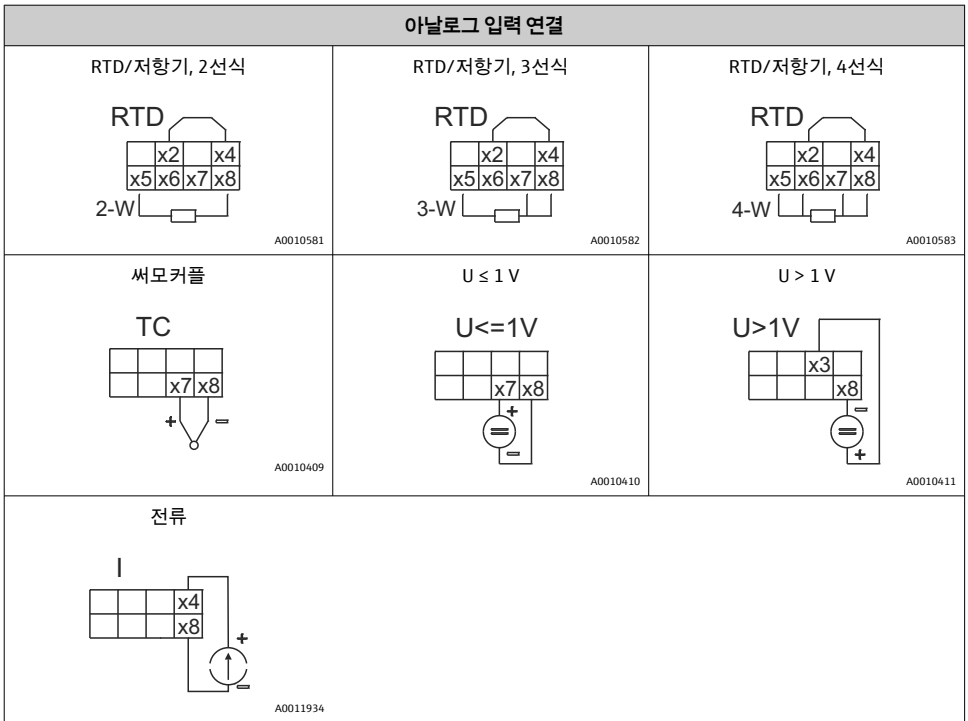 아날로그 입력 연결
RTD/저항기, 2선식
RTD
x2 x4
x5 x6 x7 x8
2-W
A0010581
RTD/저항기, 3선식
RTD
x2 x4
x5 x6 x7 x8
3-W
A0010582
RTD/저항기, 4선식
RTD
x2 x4
x5 x6 x7 x8
4-W
A0010583
써모커플
TC
x7 x8
+ −
A0010409
U ≤ 1 V
U<=1V
x7 x8
+
=
−
A0010410
U > 1 V
U>1V
x3
x8
−
=
+
A0010411
전류
I
x4
x8
+
−
A0011934